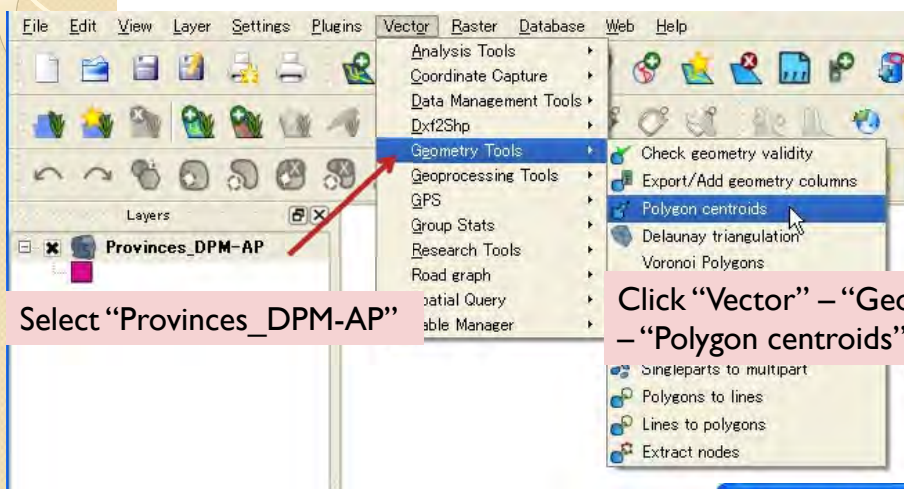 File Edit View Layer Settings Plugins Vector Raster Database Web Help
Analysis Tools
Coordinate Capture
Data Management Tools
Dxf2Shp
Geometry Tools
Geoprocessing Tools
GPS
Group Stats
Research Tools
Road graph
patial Query
able Manager
Check geometry validity
Export/Add geometry columns
Polygon centroids
Delaunay triangulation
Voronoi Polygons
Singleparts to multipart
Polygons to lines
Lines to polygons
Extract nodes
Layers
Provinces_DPM-AP
Select “Provinces_DPM-AP”
Click “Vector” – “Geo
– “Polygon centroids”